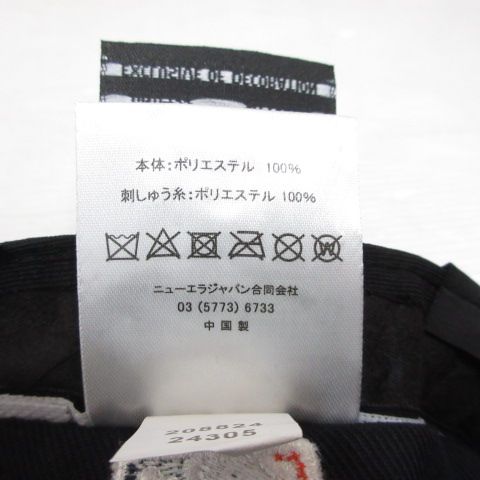 EXCLUSIVE OF DECORATION
本体:ポリエステル 100%
刺しゅう糸:ポリエステル 100%
ニューエラジャパン合同会社
03 (5773) 6733
中国製
208824
24305